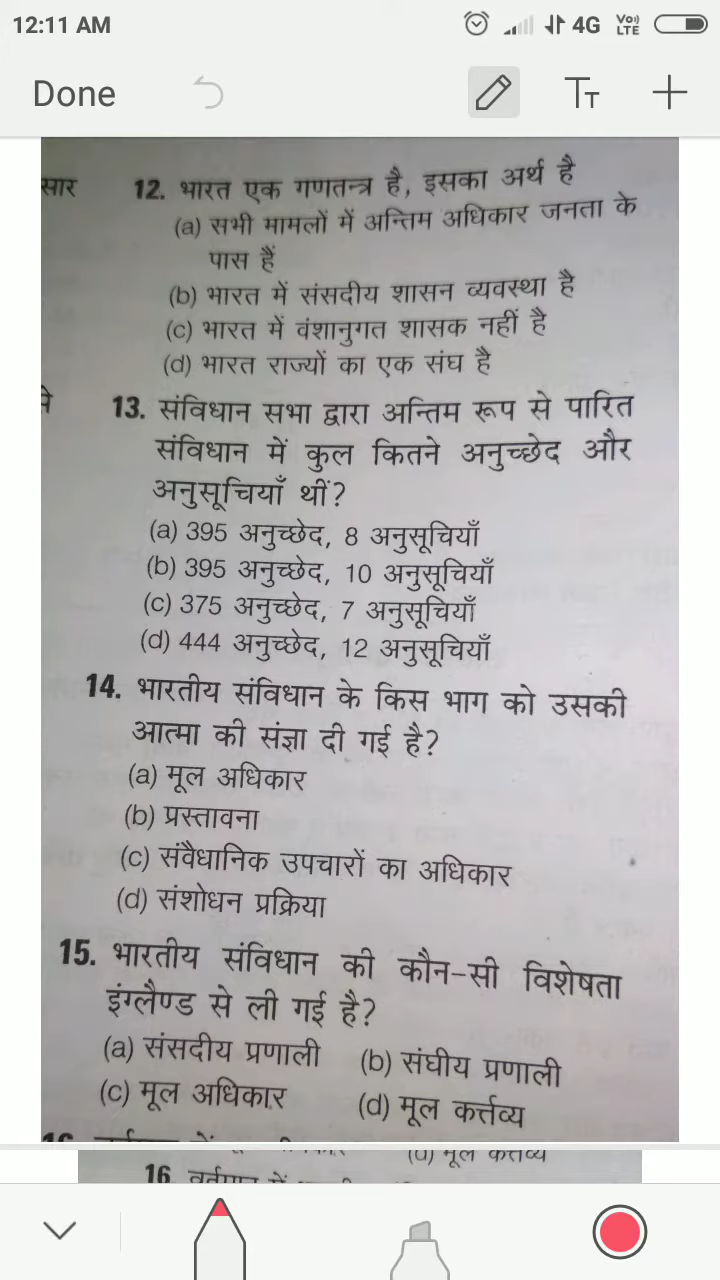 12:11 AM 4G Vo)) LTE
Done TT
सार
12. भारत एक गणतन्त्र है, इसका अर्थ है
(a) सभी मामलों में अन्तिम अधिकार जनता के
पास हैं
(b) भारत में संसदीय शासन व्यवस्था है
(c) भारत में वंशानुगत शासक नहीं है
(d) भारत राज्यों का एक संघ है
से
13. संविधान सभा द्वारा अन्तिम रूप से पारित
संविधान में कुल कितने अनुच्छेद और
अनुसूचियाँ थीं?
(a) 395 अनुच्छेद, 8 अनुसूचियाँ
(b) 395 अनुच्छेद, 10 अनुसूचियाँ
(c) 375 अनुच्छेद, 7 अनुसूचियाँ
(d) 444 अनुच्छेद, 12 अनुसूचियाँ
14. भारतीय संविधान के किस भाग को उसकी
आत्मा की संज्ञा दी गई है?
(a) मूल अधिकार
(b) प्रस्तावना
(c) संवैधानिक उपचारों का अधिकार
(d) संशोधन प्रक्रिया
15. भारतीय संविधान की कौन-सी विशेषता
इंग्लैण्ड से ली गई है?
(a) संसदीय प्रणाली (b) संघीय प्रणाली
(c) मूल अधिकार (d) मूल कर्त्तव्य
(d) मूल कर्त्तव्य
16.